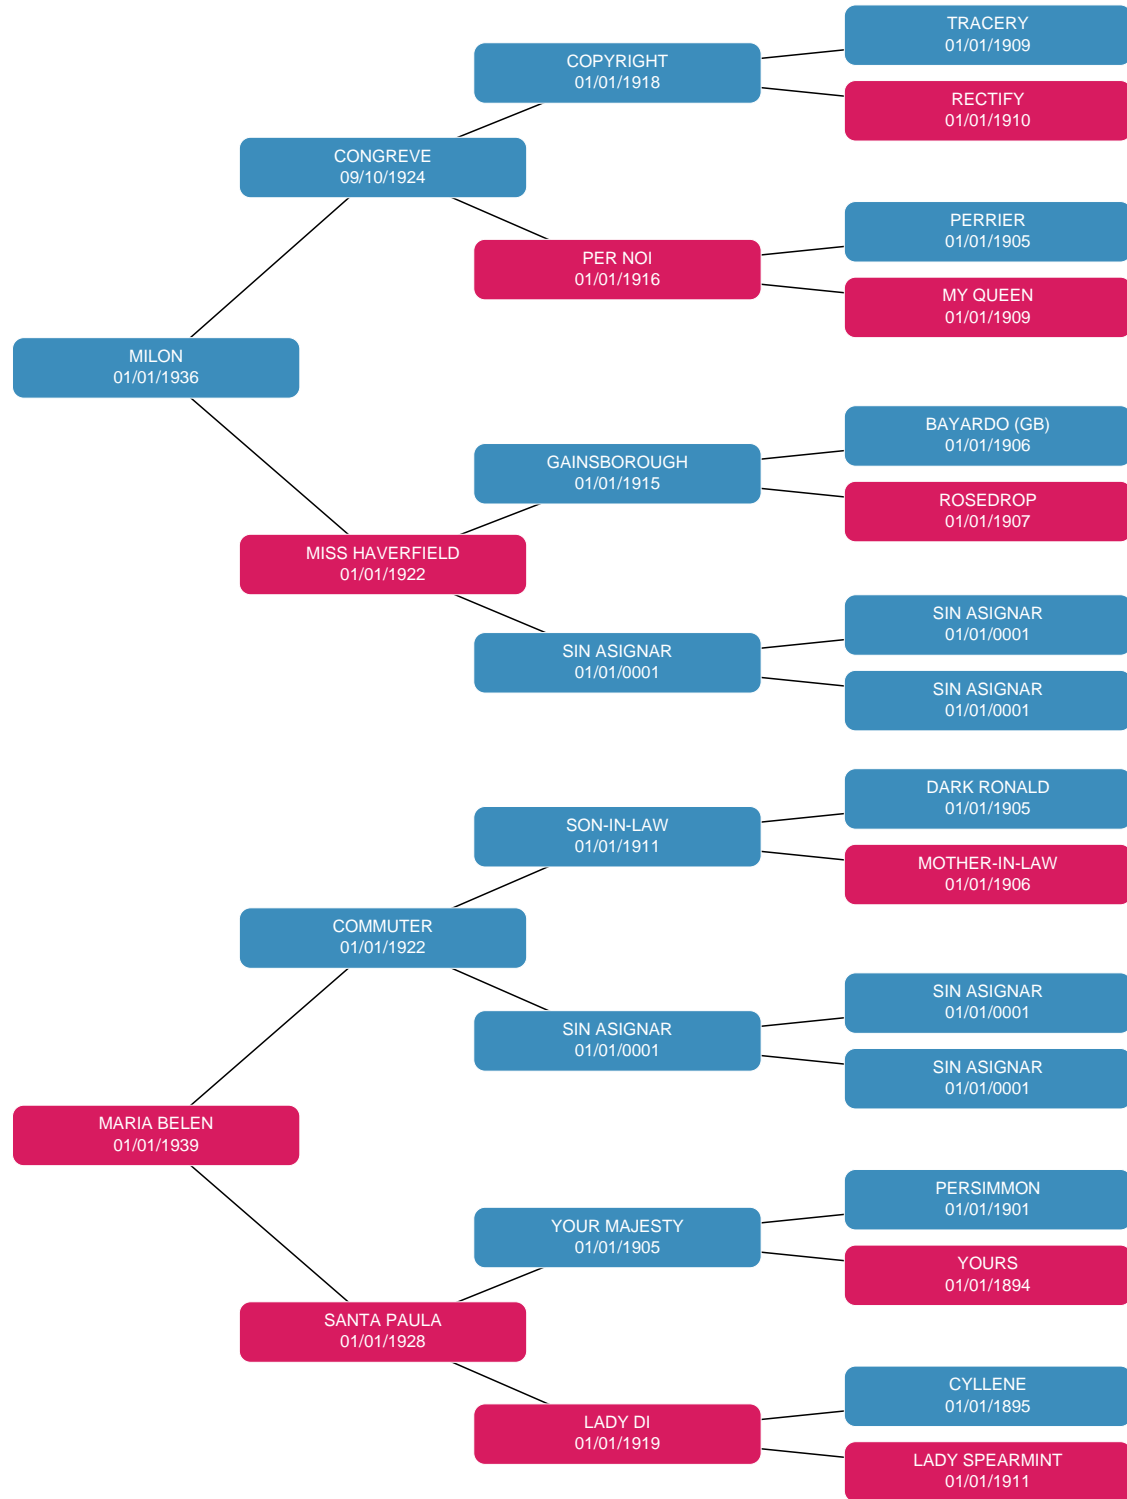 TRACERY
01/01/1909
COPYRIGHT
01/01/1918
RECTIFY
01/01/1910
CONGREVE
09/10/1924
PERRIER
01/01/1905
PER NOI
01/01/1916
MY QUEEN
01/01/1909
MILON
01/01/1936
BAYARDO (GB)
01/01/1906
GAINSBOROUGH
01/01/1915
ROSEDROP
01/01/1907
MISS HAVERFIELD
01/01/1922
SIN ASIGNAR
01/01/0001
SIN ASIGNAR
01/01/0001
SIN ASIGNAR
01/01/0001
DARK RONALD
01/01/1905
SON-IN-LAW
01/01/1911
MOTHER-IN-LAW
01/01/1906
COMMUTER
01/01/1922
SIN ASIGNAR
01/01/0001
SIN ASIGNAR
01/01/0001
SIN ASIGNAR
01/01/0001
MARIA BELEN
01/01/1939
PERSIMMON
01/01/1901
YOUR MAJESTY
01/01/1905
YOURS
01/01/1894
SANTA PAULA
01/01/1928
CYLLENE
01/01/1895
LADY DI
01/01/1919
LADY SPEARMINT
01/01/1911